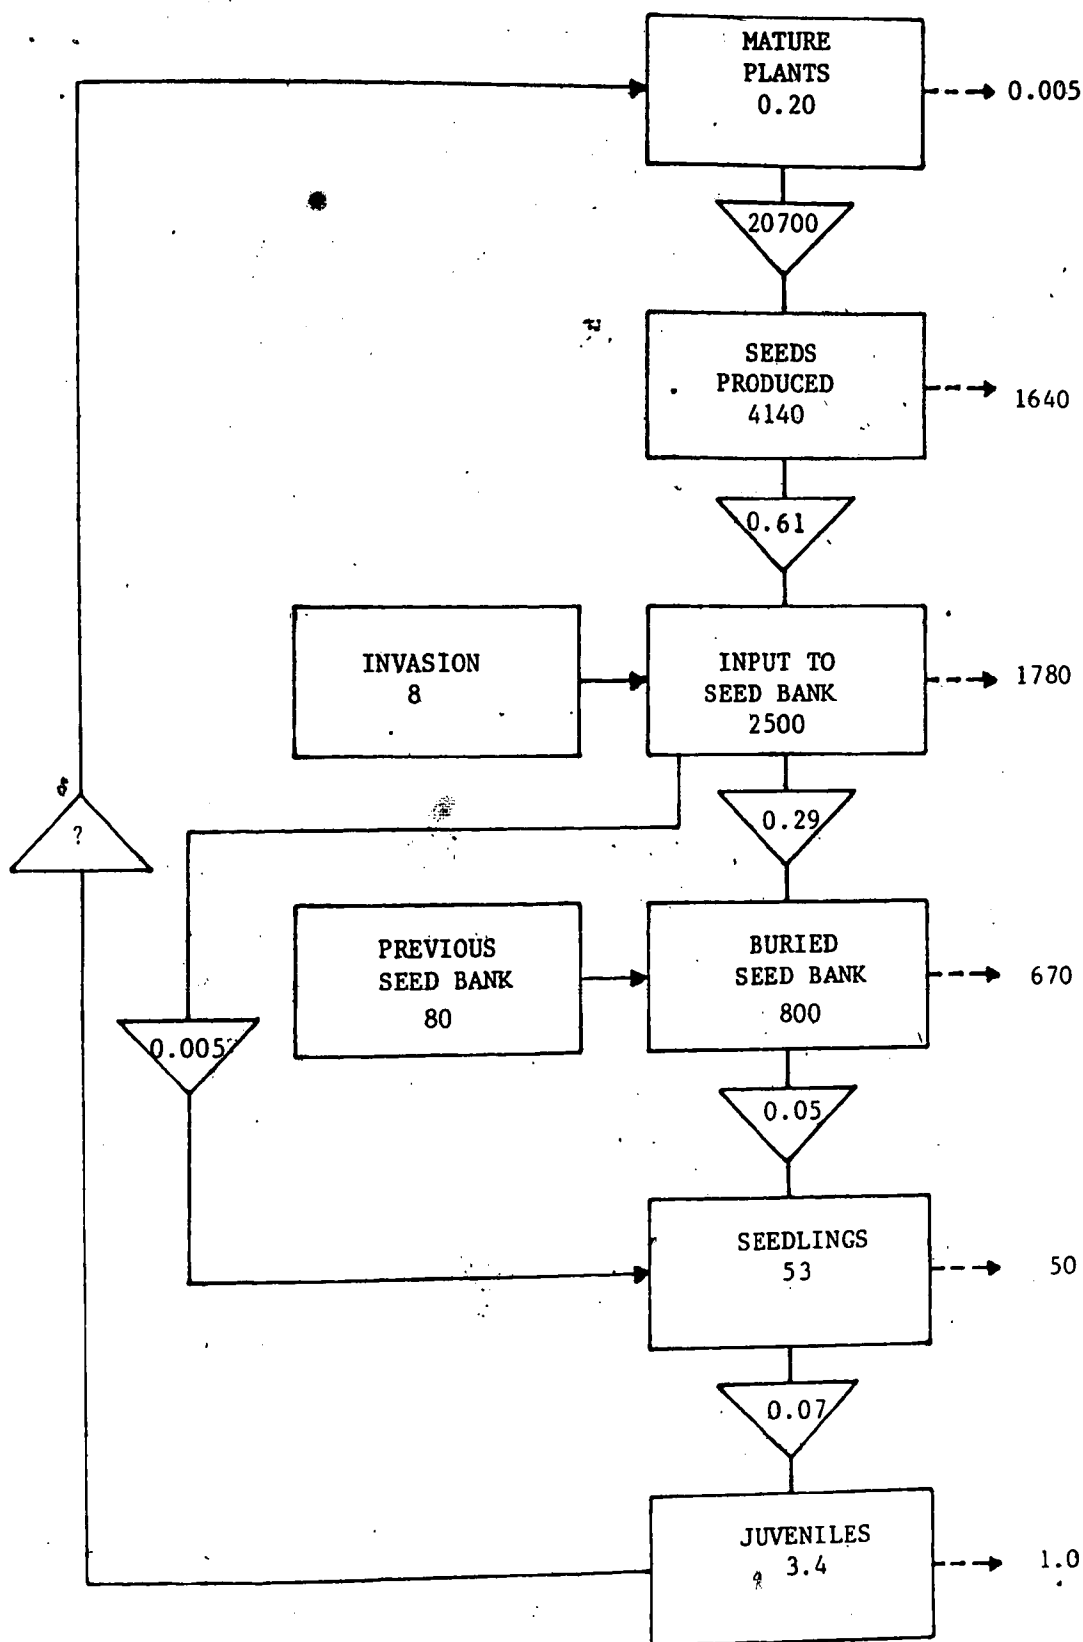 MATURE
PLANTS
0.20
0.005
20700
SEEDS
PRODUCED
4140
1640
0.61
INVASION
8
INPUT TO
SEED BANK
2500
1780
?
0.29
PREVIOUS
SEED BANK
80
BURIED
SEED BANK
800
670
0.005
0.05
SEEDLINGS
53
50
0.07
JUVENILES
3.4
1.0